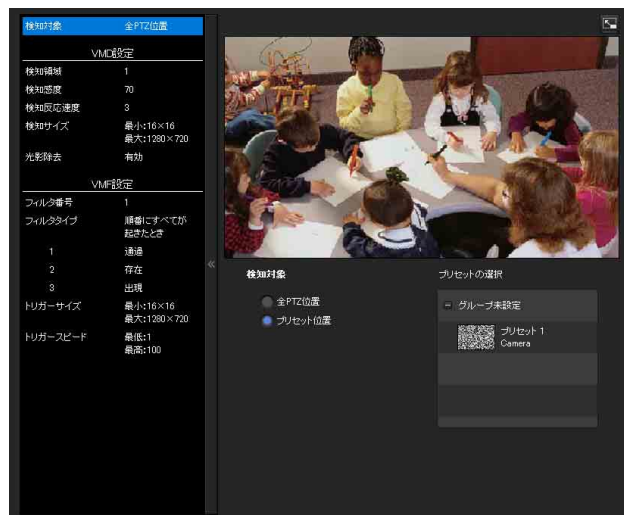 検知対象 全PTZ位置
VMD設定
検知領域 1
検知感度 70
検知反応速度 3
検知サイズ 最小:16×16
最大:1280×720
光影除去 有効
VMF設定
フィルタ番号 1
フィルタタイプ 順番にすべてが
起きたとき
1 通過
2 存在
3 出現
トリガーサイズ 最小:16×16
最大:1280×720
トリガースピード 最低:1
最高:100
«
検知対象
全PTZ位置
プリセット位置
プリセットの選択
グループ未設定
プリセット 1
Camera